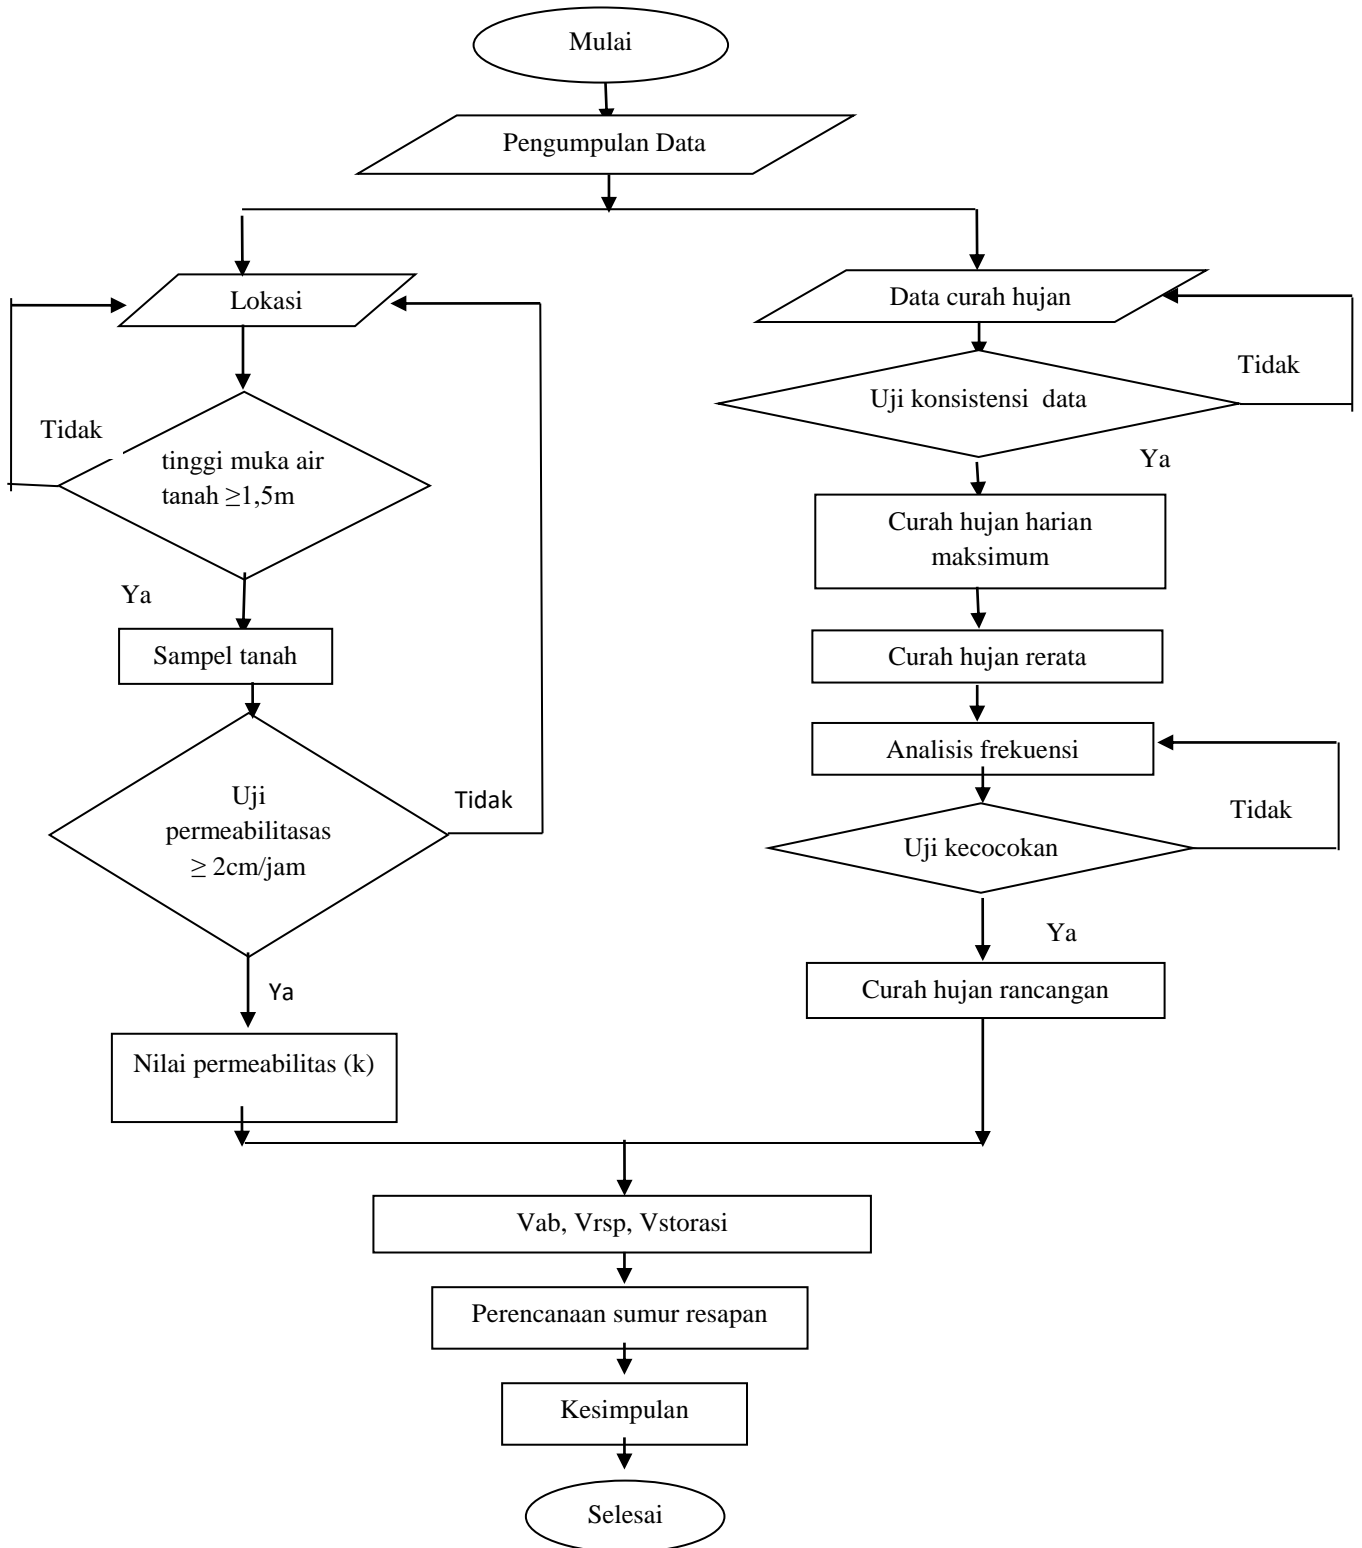 Mulai
Pengumpulan Data
Lokasi
Tidak
tinggi muka air
tanah ≥1,5m
Ya
Sampel tanah
Uji
permeabilitasas
≥ 2cm/jam
Tidak
Ya
Nilai permeabilitas (k)
Data curah hujan
Tidak
Uji konsistensi data
Ya
Curah hujan harian
maksimum
Curah hujan rerata
Analisis frekuensi
Tidak
Uji kecocokan
Ya
Curah hujan rancangan
Vab, Vrsp, Vstorasi
Perencanaan sumur resapan
Kesimpulan
Selesai